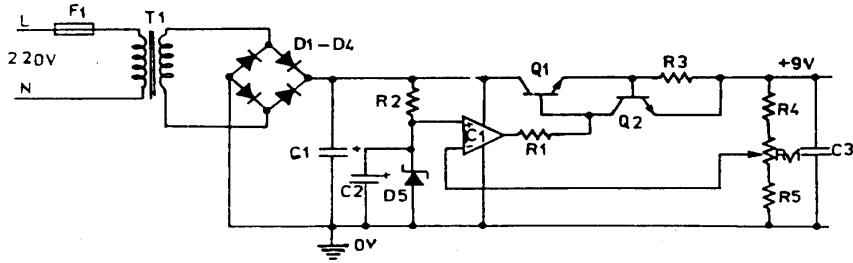 L
F1
T1
220V
N
D1-D4
R2
C1
C2
D5
+
-
C1
R1
Q1
Q2
R3
+9V
R4
R5
C3
0V
+
+